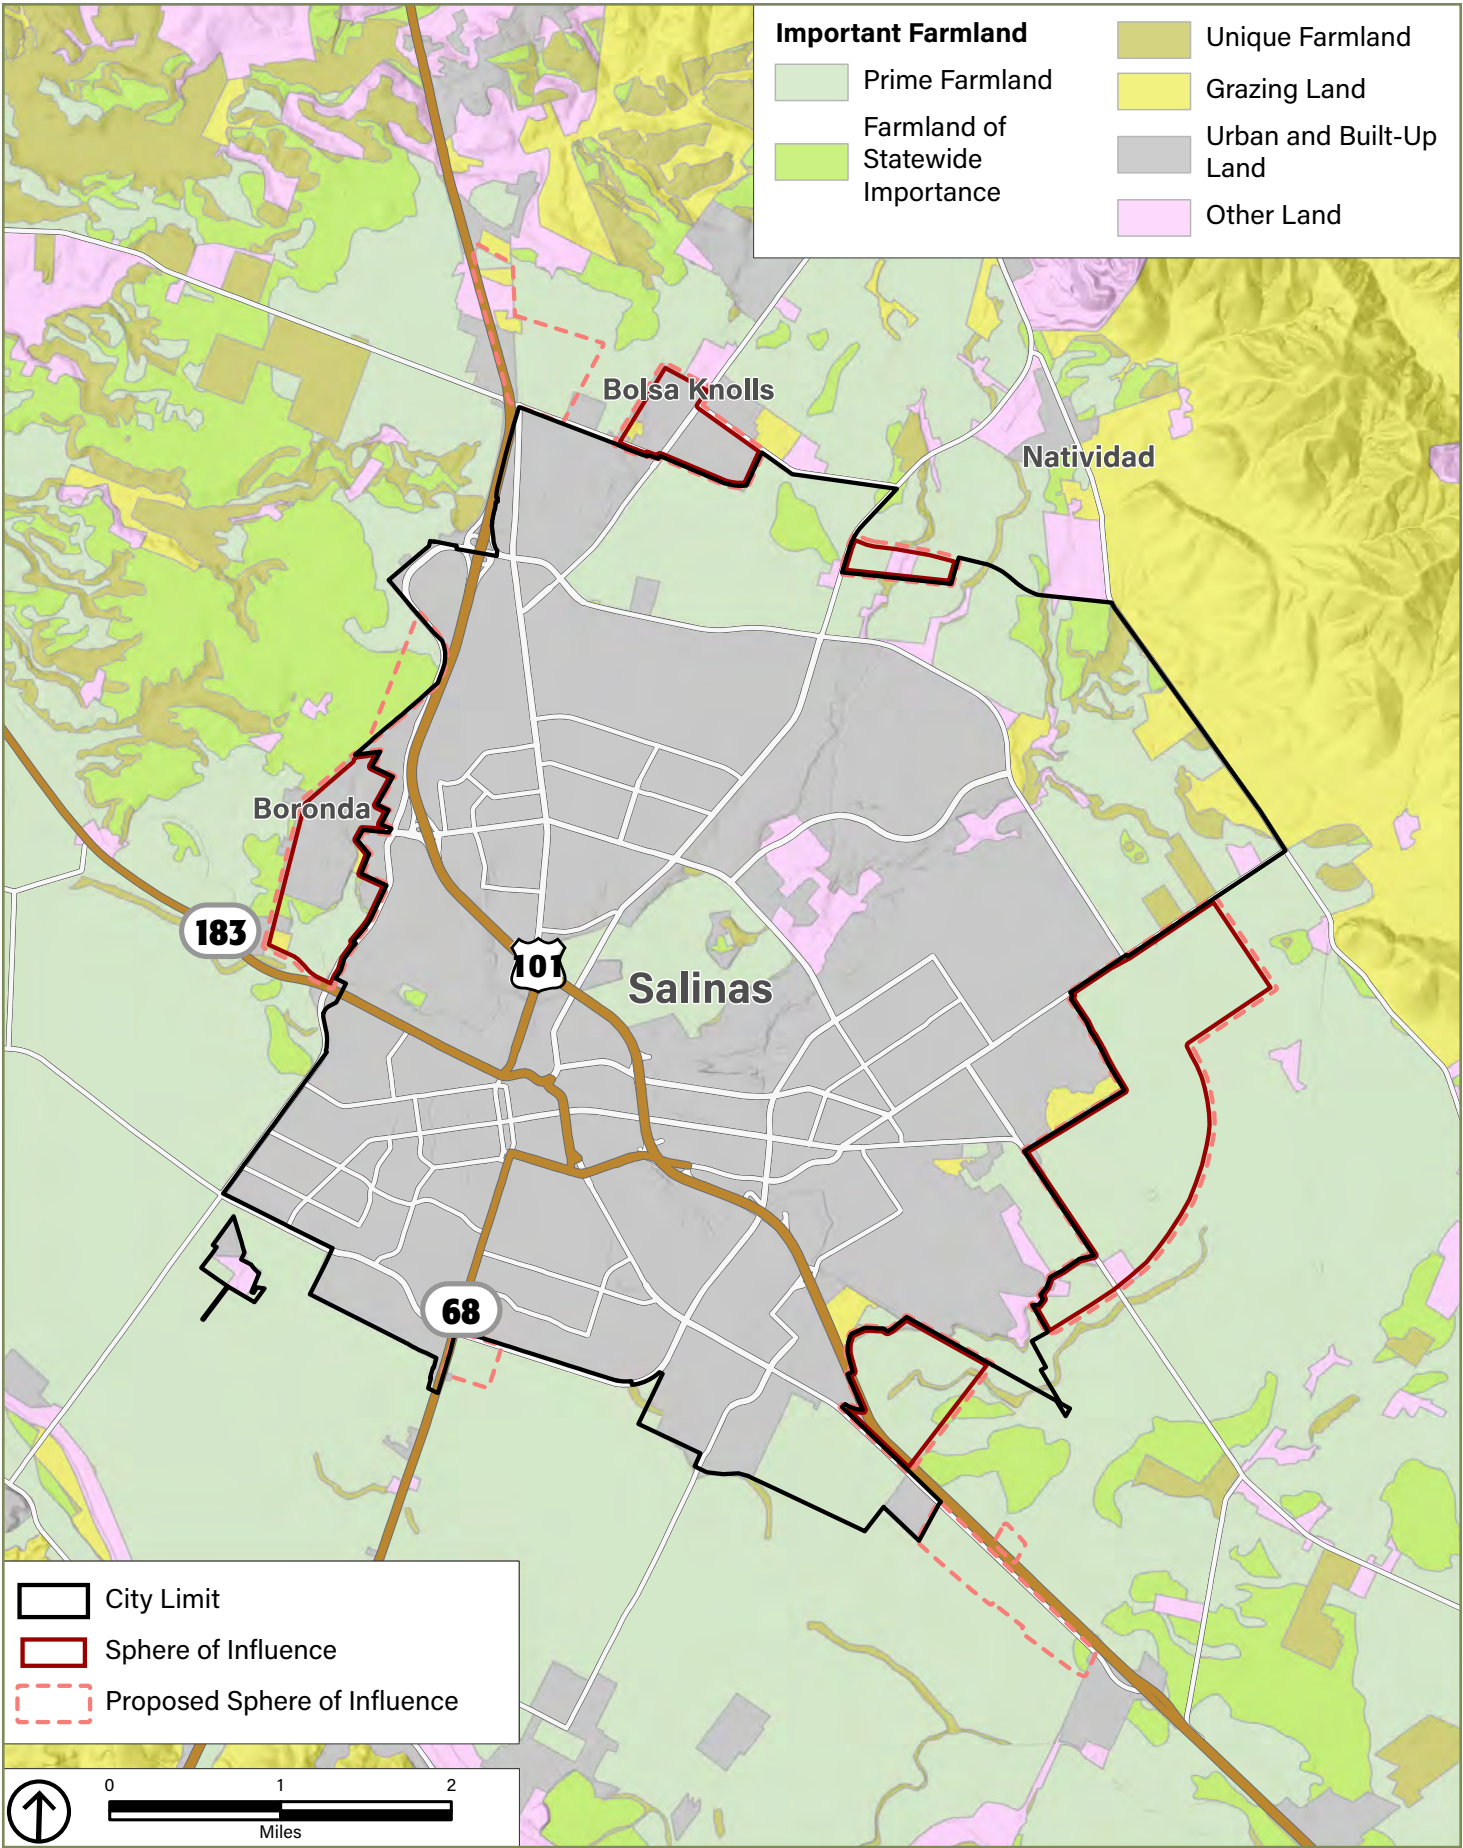 Important Farmland
Prime Farmland
Farmland of
Statewide
Importance
Unique Farmland
Grazing Land
Urban and Built-Up
Land
Other Land
Bolsa Knolls
Natividad
Boronda
183
101
Salinas
68
City Limit
Sphere of Influence
Proposed Sphere of Influence
0 1 2
Miles